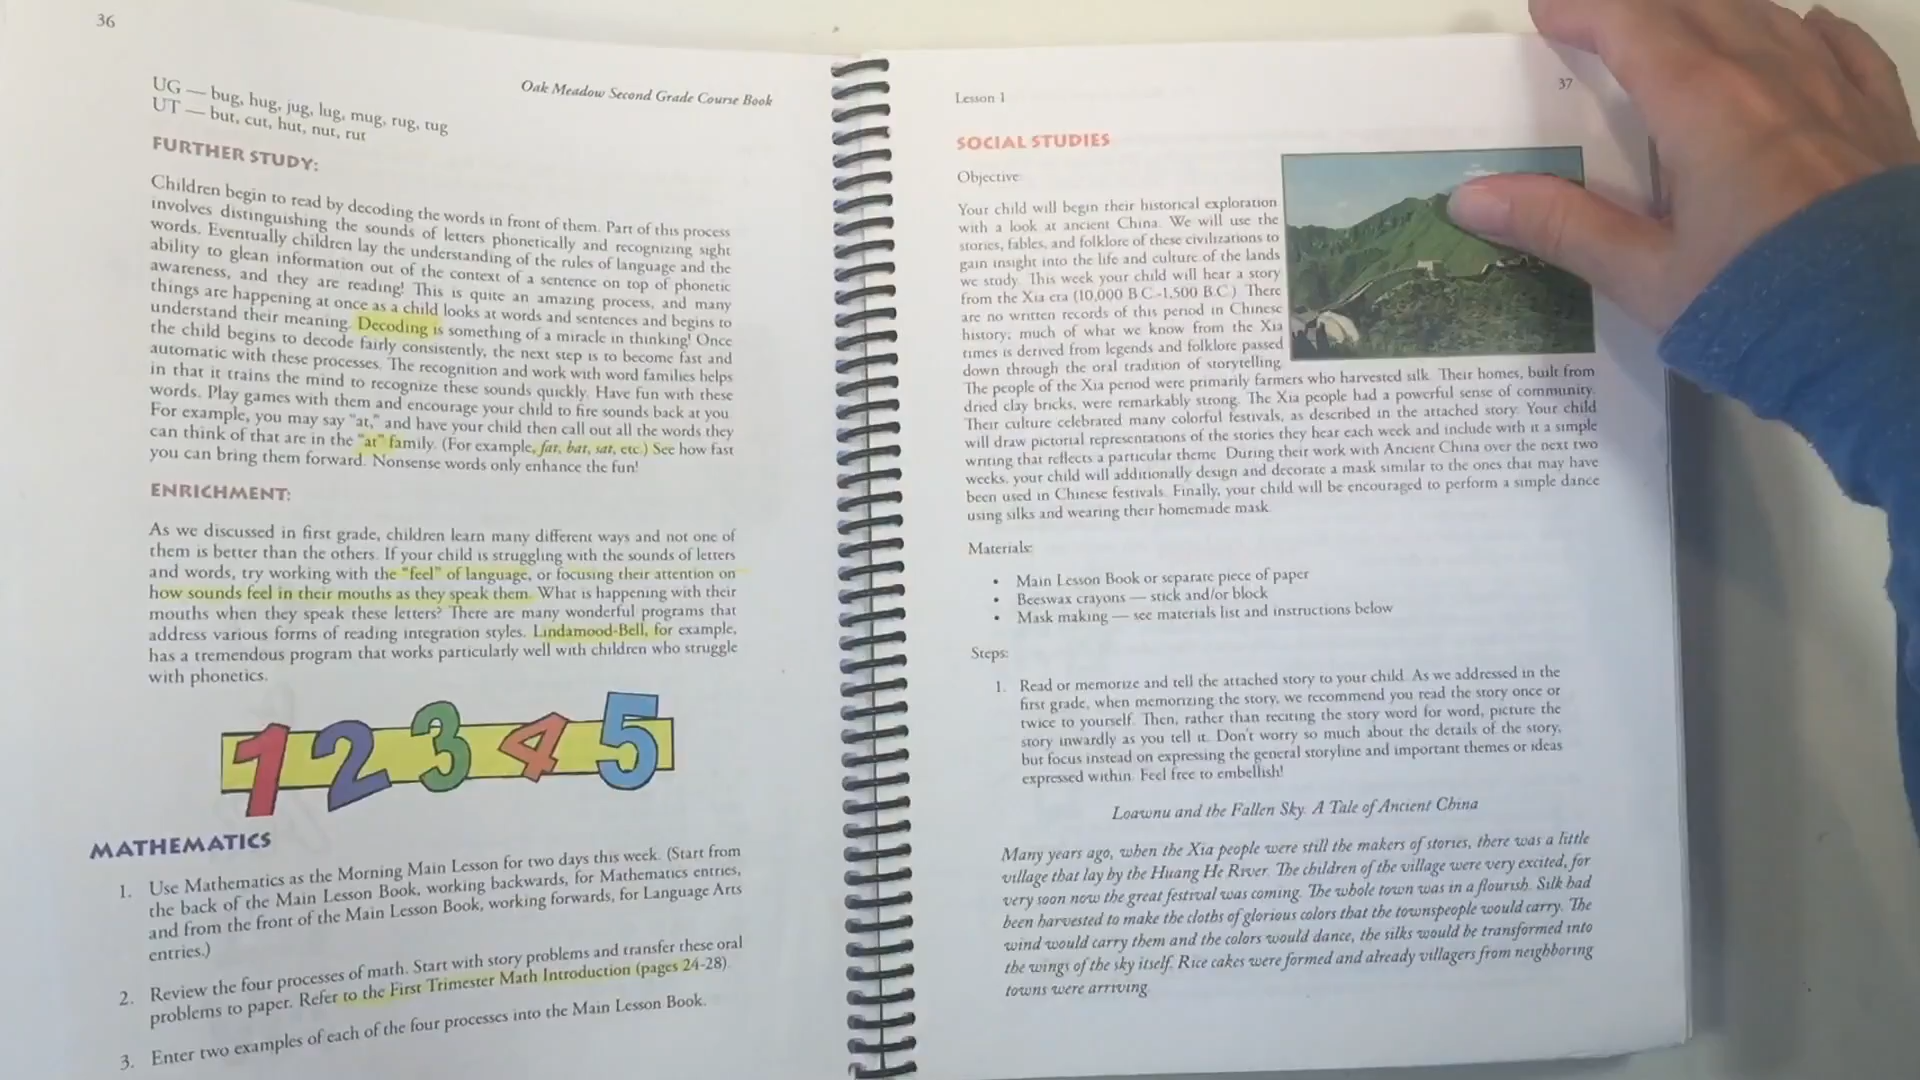 36
Oak Meadow Second Grade Course Book
UG — bug, hug, jug, lug, mug, rug, tug
UT — but, cut, hut, nut, rut
FURTHER STUDY:
Children begin to read by decoding the words in front of them. Part of this process
involves distinguishing the sounds of letters phonetically and recognizing sight
words. Eventually children lay the understanding of the rules of language and the
ability to glean information out of the context of a sentence on top of phonetic
awareness, and they are reading! This is quite an amazing process, and many
things are happening at once as a child looks at words and sentences and begins to
understand their meaning. Decoding is something of a miracle in thinking! Once
the child begins to decode fairly consistently, the next step is to become fast and
automatic with these processes. The recognition and work with word families helps
in that it trains the mind to recognize these sounds quickly. Have fun with these
words. Play games with them and encourage your child to fire sounds back at you.
For example, you may say "at," and have your child then call out all the words they
can think of that are in the "at" family. (For example, fat, bat, sat, etc.) See how fast
you can bring them forward. Nonsense words only enhance the fun!
ENRICHMENT:
As we discussed in first grade, children learn many different ways and not one of
them is better than the others. If your child is struggling with the sounds of letters
and words, try working with the "feel" of language, or focusing their attention on
how sounds feel in their mouths as they speak them. What is happening with their
mouths when they speak these letters? There are many wonderful programs that
address various forms of reading integration styles. Lindamood-Bell, for example,
has a tremendous program that works particularly well with children who struggle
with phonetics.
1 2 3 4 5
MATHEMATICS
1. Use Mathematics as the Morning Main Lesson for two days this week. (Start from
the back of the Main Lesson Book, working backwards, for Mathematics entries,
and from the front of the Main Lesson Book, working forwards, for Language Arts
entries.)
2. Review the four processes of math. Start with story problems and transfer these oral
problems to paper. Refer to the First Trimester Math Introduction (pages 24-28).
3. Enter two examples of each of the four processes into the Main Lesson Book.
Lesson 1
37
SOCIAL STUDIES
Objective:
Your child will begin their historical exploration
with a look at ancient China. We will use the
stories, fables, and folklore of these civilizations to
gain insight into the life and culture of the lands
we study. This week your child will hear a story
from the Xia era (10,000 B.C.-1,500 B.C.) There
are no written records of this period in Chinese
history; much of what we know from the Xia
times is derived from legends and folklore passed
down through the oral tradition of storytelling.
The people of the Xia period were primarily farmers who harvested silk. Their homes, built from
dried clay bricks, were remarkably strong. The Xia people had a powerful sense of community.
Their culture celebrated many colorful festivals, as described in the attached story. Your child
will draw pictorial representations of the stories they hear each week and include with it a simple
writing that reflects a particular theme. During their work with Ancient China over the next two
weeks, your child will additionally design and decorate a mask similar to the ones that may have
been used in Chinese festivals. Finally, your child will be encouraged to perform a simple dance
using silks and wearing their homemade mask.
Materials:
• Main Lesson Book or separate piece of paper
• Beeswax crayons — stick and/or block
• Mask making — see materials list and instructions below
Steps:
1. Read or memorize and tell the attached story to your child. As we addressed in the
first grade, when memorizing the story, we recommend you read the story once or
twice to yourself. Then, rather than reciting the story word for word, picture the
story inwardly as you tell it. Don't worry so much about the details of the story,
but focus instead on expressing the general storyline and important themes or ideas
expressed within. Feel free to embellish!
Loawnu and the Fallen Sky: A Tale of Ancient China
Many years ago, when the Xia people were still the makers of stories, there was a little
village that lay by the Huang He River. The children of the village were very excited, for
very soon now the great festival was coming. The whole town was in a flourish. Silk had
been harvested to make the cloths of glorious colors that the townspeople would carry. The
wind would carry them and the colors would dance, the silks would be transformed into
the wings of the sky itself. Rice cakes were formed and already villagers from neighboring
towns were arriving.